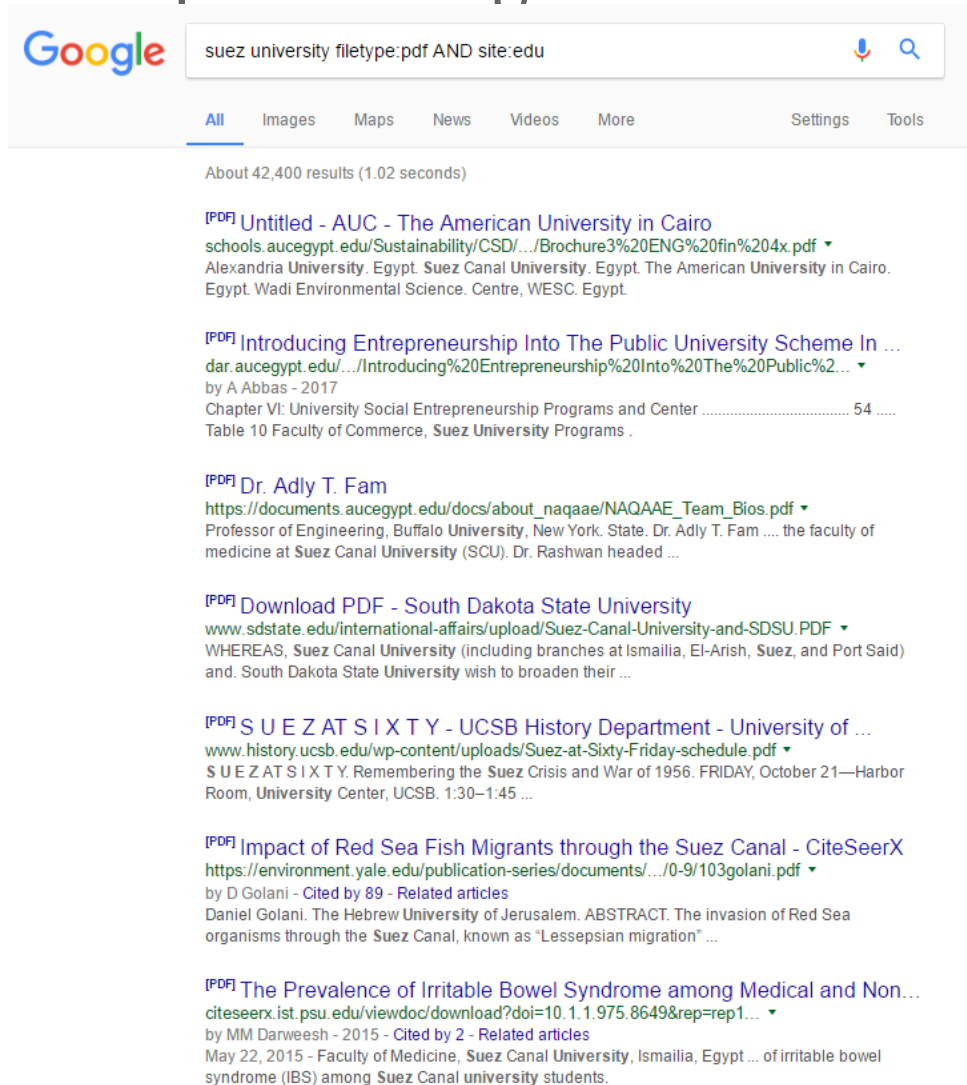 Google
suez university filetype:pdf AND site:edu
All Images Maps News Videos More Settings Tools
About 42,400 results (1.02 seconds)
[PDF] Untitled - AUC - The American University in Cairo
schools.aucegypt.edu/Sustainability/CSD/.../Brochure3%20ENG%20fin%204x.pdf
Alexandria University. Egypt. Suez Canal University. Egypt. The American University in Cairo.
Egypt. Wadi Environmental Science. Centre, WESC. Egypt.
[PDF] Introducing Entrepreneurship Into The Public University Scheme In ...
dar.aucegypt.edu/.../Introducing%20Entrepreneurship%20Into%20The%20Public%2...
by A Abbas - 2017
Chapter VI: University Social Entrepreneurship Programs and Center ..................................... 54 .....
Table 10 Faculty of Commerce, Suez University Programs .
[PDF] Dr. Adly T. Fam
https://documents.aucegypt.edu/docs/about_naqaae/NAQAAE_Team_Bios.pdf
Professor of Engineering, Buffalo University, New York. State. Dr. Adly T. Fam .... the faculty of
medicine at Suez Canal University (SCU). Dr. Rashwan headed ...
[PDF] Download PDF - South Dakota State University
www.sdstate.edu/international-affairs/upload/Suez-Canal-University-and-SDSU.PDF
WHEREAS, Suez Canal University (including branches at Ismailia, El-Arish, Suez, and Port Said)
and. South Dakota State University wish to broaden their ...
[PDF] S U E Z AT S I X T Y - UCSB History Department - University of ...
www.history.ucsb.edu/wp-content/uploads/Suez-at-Sixty-Friday-schedule.pdf
S U E Z AT S I X T Y. Remembering the Suez Crisis and War of 1956. FRIDAY, October 21—Harbor
Room, University Center, UCSB. 1:30–1:45 ...
[PDF] Impact of Red Sea Fish Migrants through the Suez Canal - CiteSeerX
https://environment.yale.edu/publication-series/documents/.../0-9/103golani.pdf
by D Golani - Cited by 89 - Related articles
Daniel Golani. The Hebrew University of Jerusalem. ABSTRACT. The invasion of Red Sea
organisms through the Suez Canal, known as “Lessepsian migration” ...
[PDF] The Prevalence of Irritable Bowel Syndrome among Medical and Non...
citeseerx.ist.psu.edu/viewdoc/download?doi=10.1.1.975.8649&rep=rep1...
by MM Darweesh - 2015 - Cited by 2 - Related articles
May 22, 2015 - Faculty of Medicine, Suez Canal University, Ismailia, Egypt ... of irritable bowel
syndrome (IBS) among Suez Canal university students.